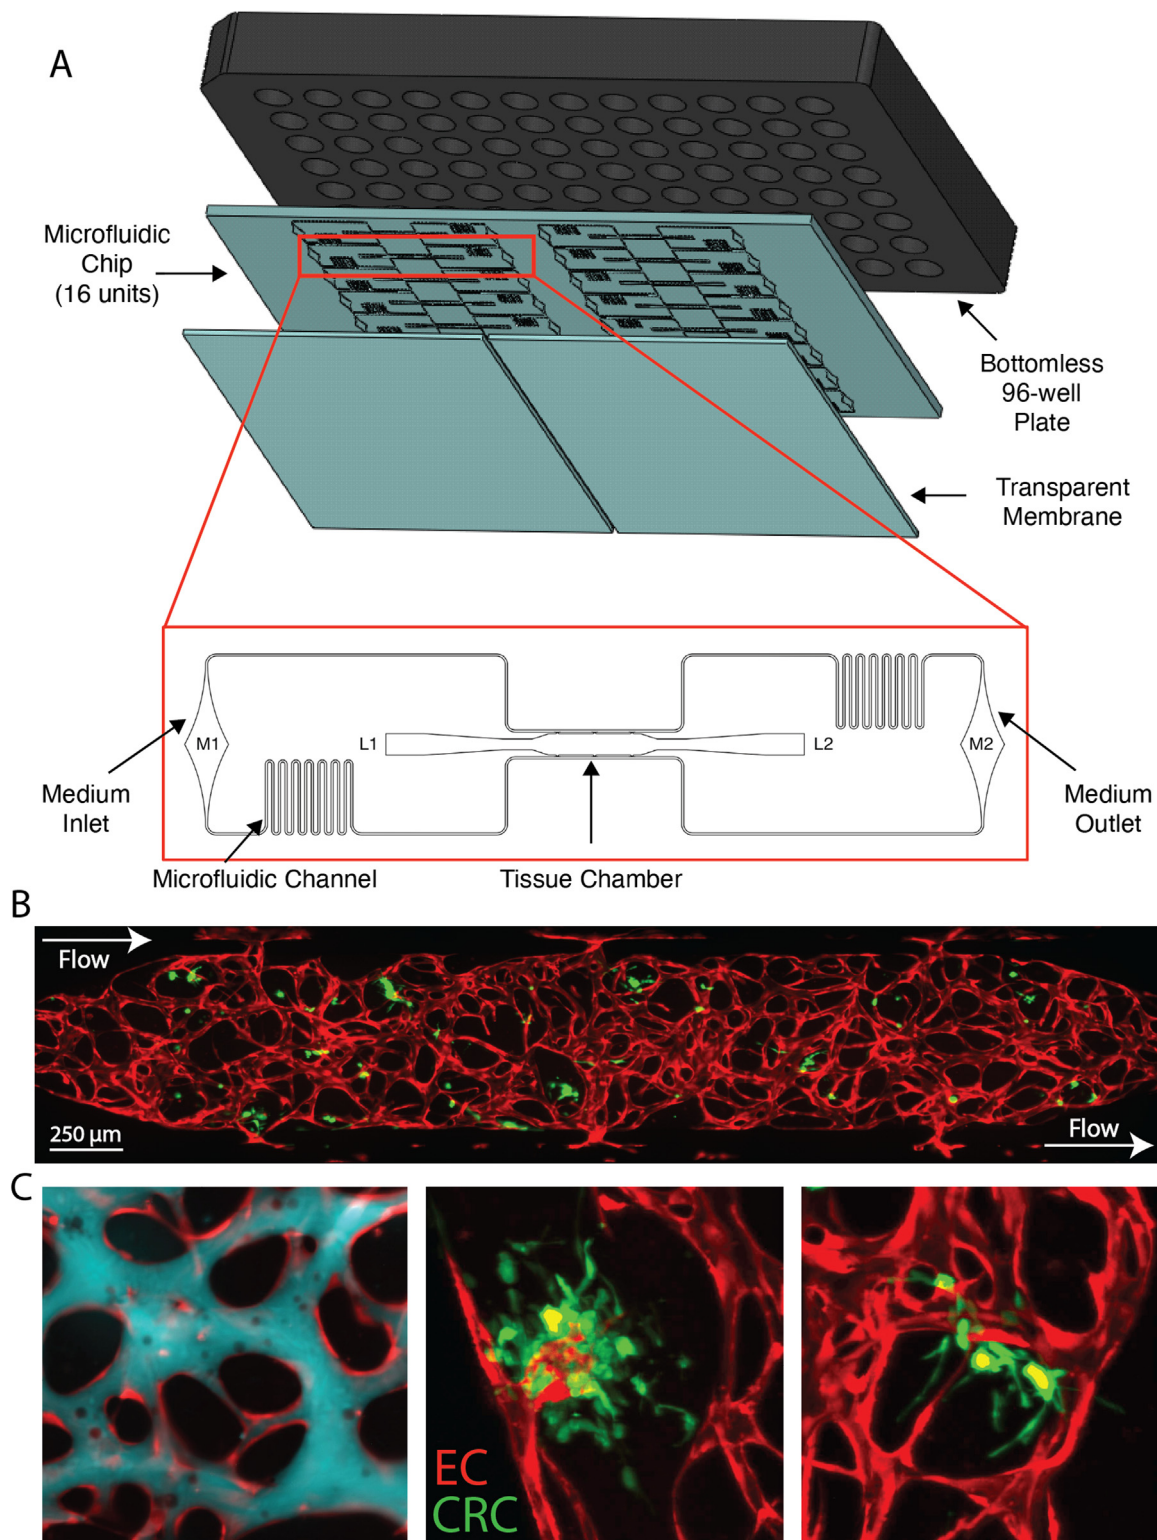 A
Microfluidic
Chip
(16 units)
Bottomless
96-well
Plate
Transparent
Membrane
M1
L1
L2
M2
Medium
Inlet
Medium
Outlet
Microfluidic Channel
Tissue Chamber
B
Flow
250 µm
Flow
C
EC
CRC